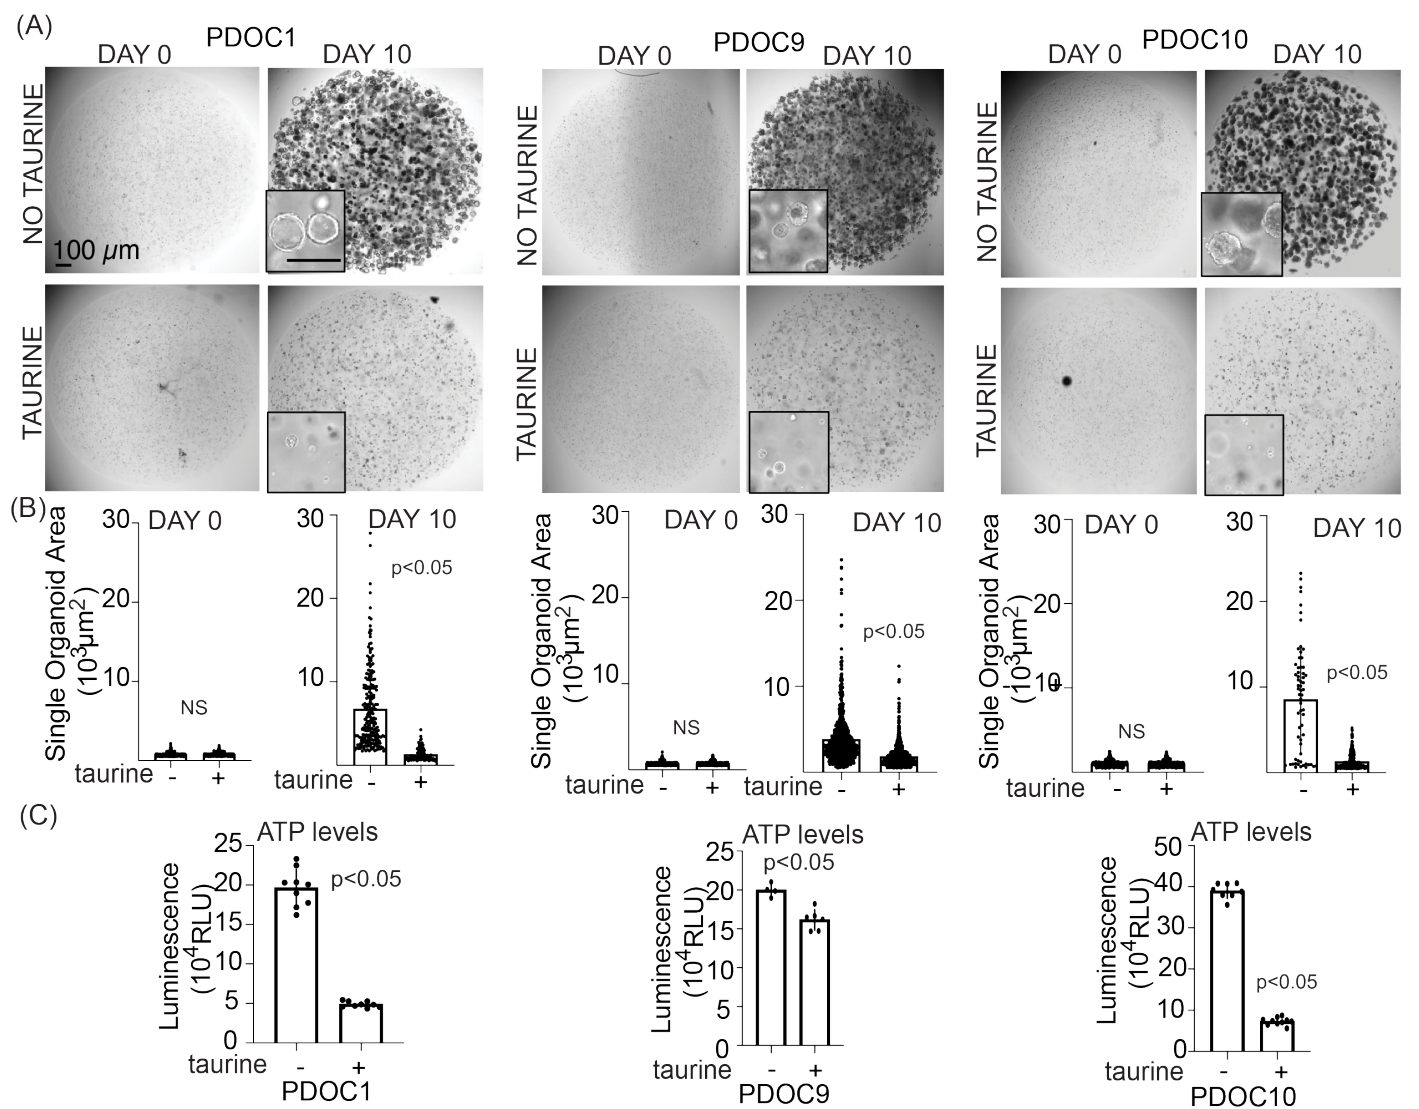 (A)
PDOC1
DAY 0
DAY 10
PDOC9
DAY 0
DAY 10
PDOC10
DAY 0
DAY 10
NO TAURINE
100 µm
NO TAURINE
NO TAURINE
TAURINE
TAURINE
TAURINE
(B)
Single Organoid Area
(10³µm²)
30
20
10
DAY 0
NS
taurine - +
30
20
10
DAY 10
p<0.05
taurine - +
Single Organoid Area
(10³µm²)
30
20
10
DAY 0
NS
taurine - +
30
20
10
DAY 10
p<0.05
taurine - +
Single Organoid Area
(10³µm²)
30
20
10
DAY 0
NS
taurine - +
30
20
10
DAY 10
p<0.05
- +
(C)
ATP levels
Luminescence
(10⁴RLU)
25
20
15
10
5
0
p<0.05
taurine - +
PDOC1
ATP levels
Luminescence
(10⁴RLU)
25
20
15
10
5
0
p<0.05
taurine - +
PDOC9
ATP levels
Luminescence
(10⁴RLU)
50
40
30
20
10
0
p<0.05
taurine - +
PDOC10